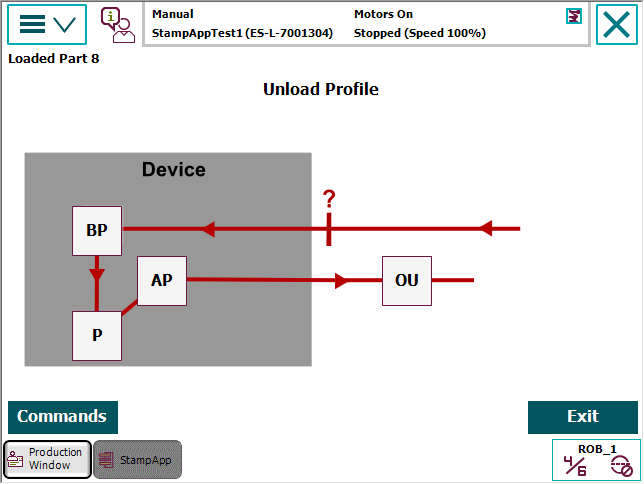 Manual
Motors On
StampAppTest1 (ES-L-7001304)
Stopped (Speed 100%)
Loaded Part 8
Unload Profile
Device
?
BP
AP
OU
P
Commands
Exit
Production
Window
StampApp
ROB_1
4/6